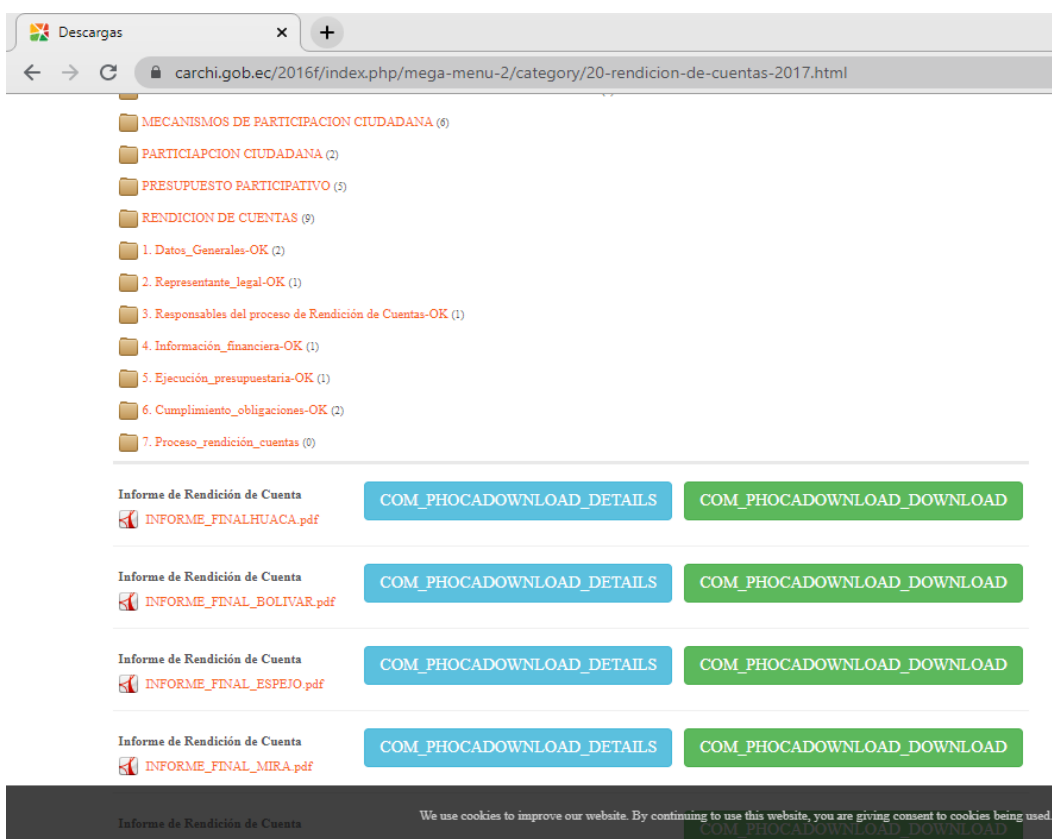 Descargas
carchi.gob.ec/2016f/index.php/mega-menu-2/category/20-rendicion-de-cuentas-2017.html
MECANISMOS DE PARTICIPACION CIUDADANA (6)
PARTICIAPCION CIUDADANA (2)
PRESUPUESTO PARTICIPATIVO (5)
RENDICION DE CUENTAS (9)
1. Datos_Generales-OK (2)
2. Representante_legal-OK (1)
3. Responsables del proceso de Rendición de Cuentas-OK (1)
4. Información_financiera-OK (1)
5. Ejecución_presupuestaria-OK (1)
6. Cumplimiento_obligaciones-OK (2)
7. Proceso_rendición_cuentas (0)
Informe de Rendición de Cuenta
INFORME_FINALHUACA.pdf
COM_PHOCADOWNLOAD_DETAILS
COM_PHOCADOWNLOAD_DOWNLOAD
Informe de Rendición de Cuenta
INFORME_FINAL_BOLIVAR.pdf
COM_PHOCADOWNLOAD_DETAILS
COM_PHOCADOWNLOAD_DOWNLOAD
Informe de Rendición de Cuenta
INFORME_FINAL_ESPEJO.pdf
COM_PHOCADOWNLOAD_DETAILS
COM_PHOCADOWNLOAD_DOWNLOAD
Informe de Rendición de Cuenta
INFORME_FINAL_MIRA.pdf
COM_PHOCADOWNLOAD_DETAILS
COM_PHOCADOWNLOAD_DOWNLOAD
We use cookies to improve our website. By continuing to use this website, you are giving consent to cookies being used.
Informe de Rendición de Cuenta
COM_PHOCADOWNLOAD_DOWNLOAD